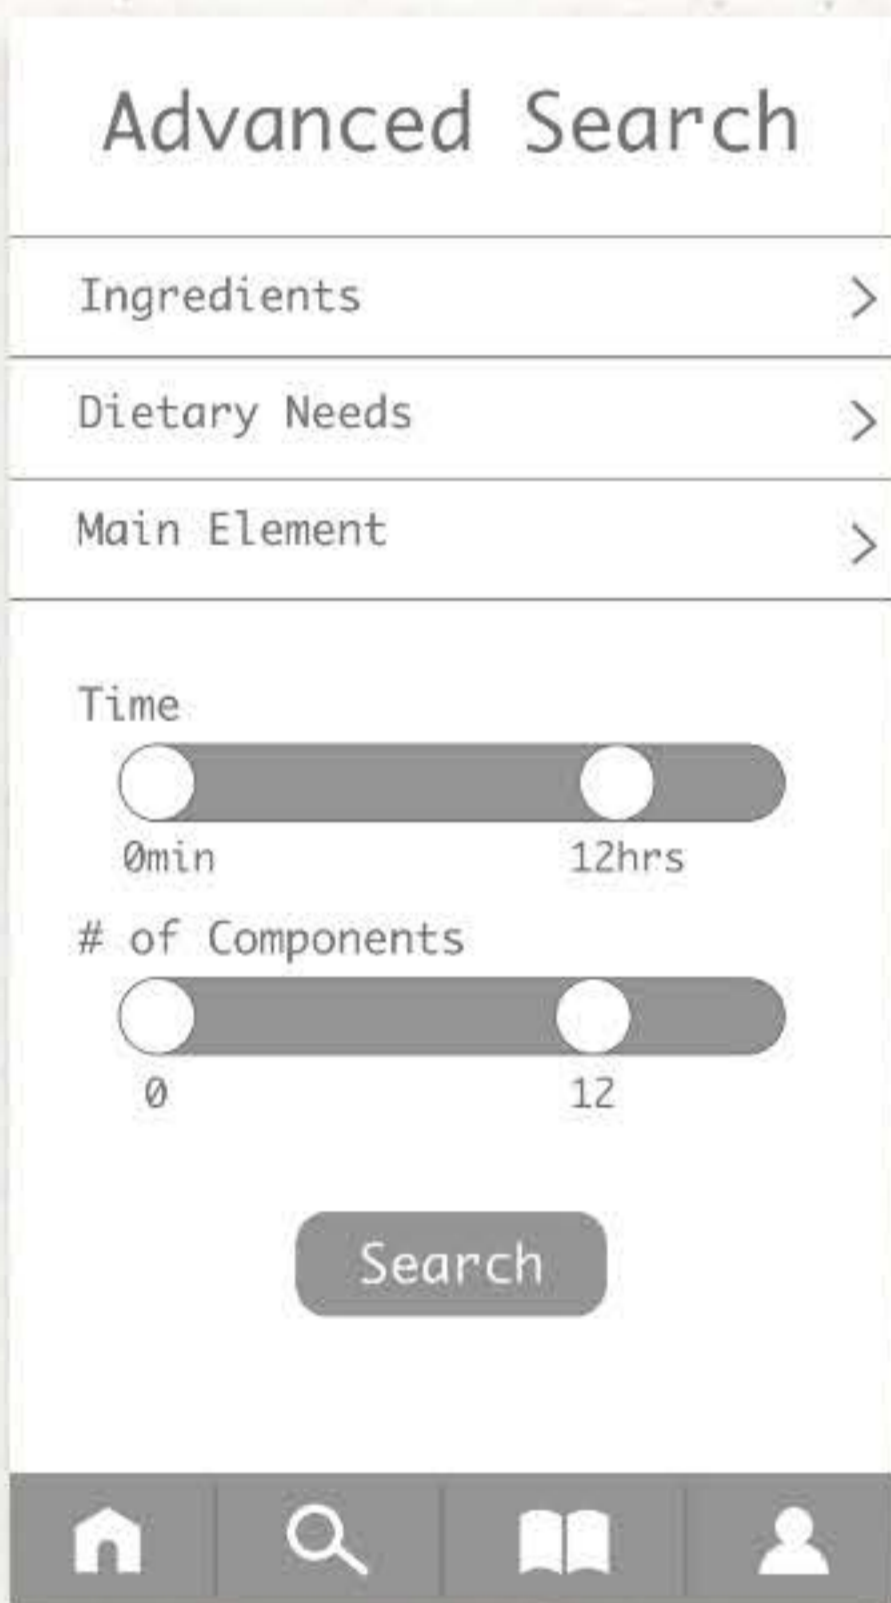 Advanced Search
Ingredients
Dietary Needs
Main Element
Time
0min 12hrs
# of Components
0 12
Search